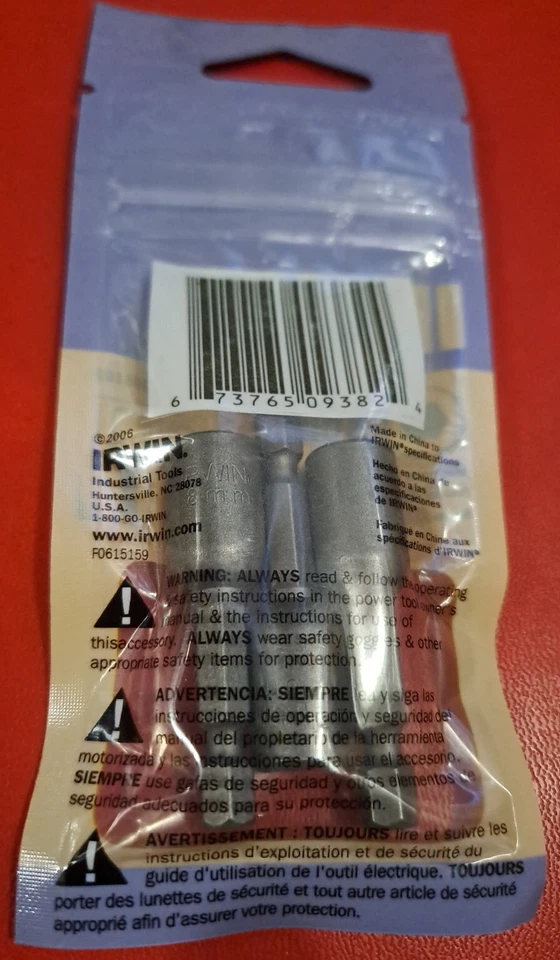 6 73765 09382 4
©2006
IRWIN®
Industrial Tools
Huntersville, NC 28078
U.S.A.
1-800-GO-IRWIN
www.irwin.com
F0615159
Made in China to
IRWIN® specifications
Hecho en China de
acuerdo a las
especificaciones
de IRWIN®
Fabriqué en Chine aux
spécifications d'IRWIN®
IRWIN
8mm
WARNING: ALWAYS read & follow the operating
& safety instructions in the power tool owner's
manual & the instructions for use of
this accessory. ALWAYS wear safety goggles & other
appropriate safety items for protection.
ADVERTENCIA: SIEMPRE lea y siga las
instrucciones de operación y seguridad del
manual del propietario de la herramienta
motorizada y las instrucciones para usar el accesorio.
SIEMPRE use gafas de seguridad y otros elementos de
seguridad adecuados para su protección.
AVERTISSEMENT : TOUJOURS lire et suivre les
instructions d'exploitation et de sécurité du
guide d'utilisation de l'outil électrique. TOUJOURS
porter des lunettes de sécurité et tout autre article de sécurité
approprié afin d'assurer votre protection.